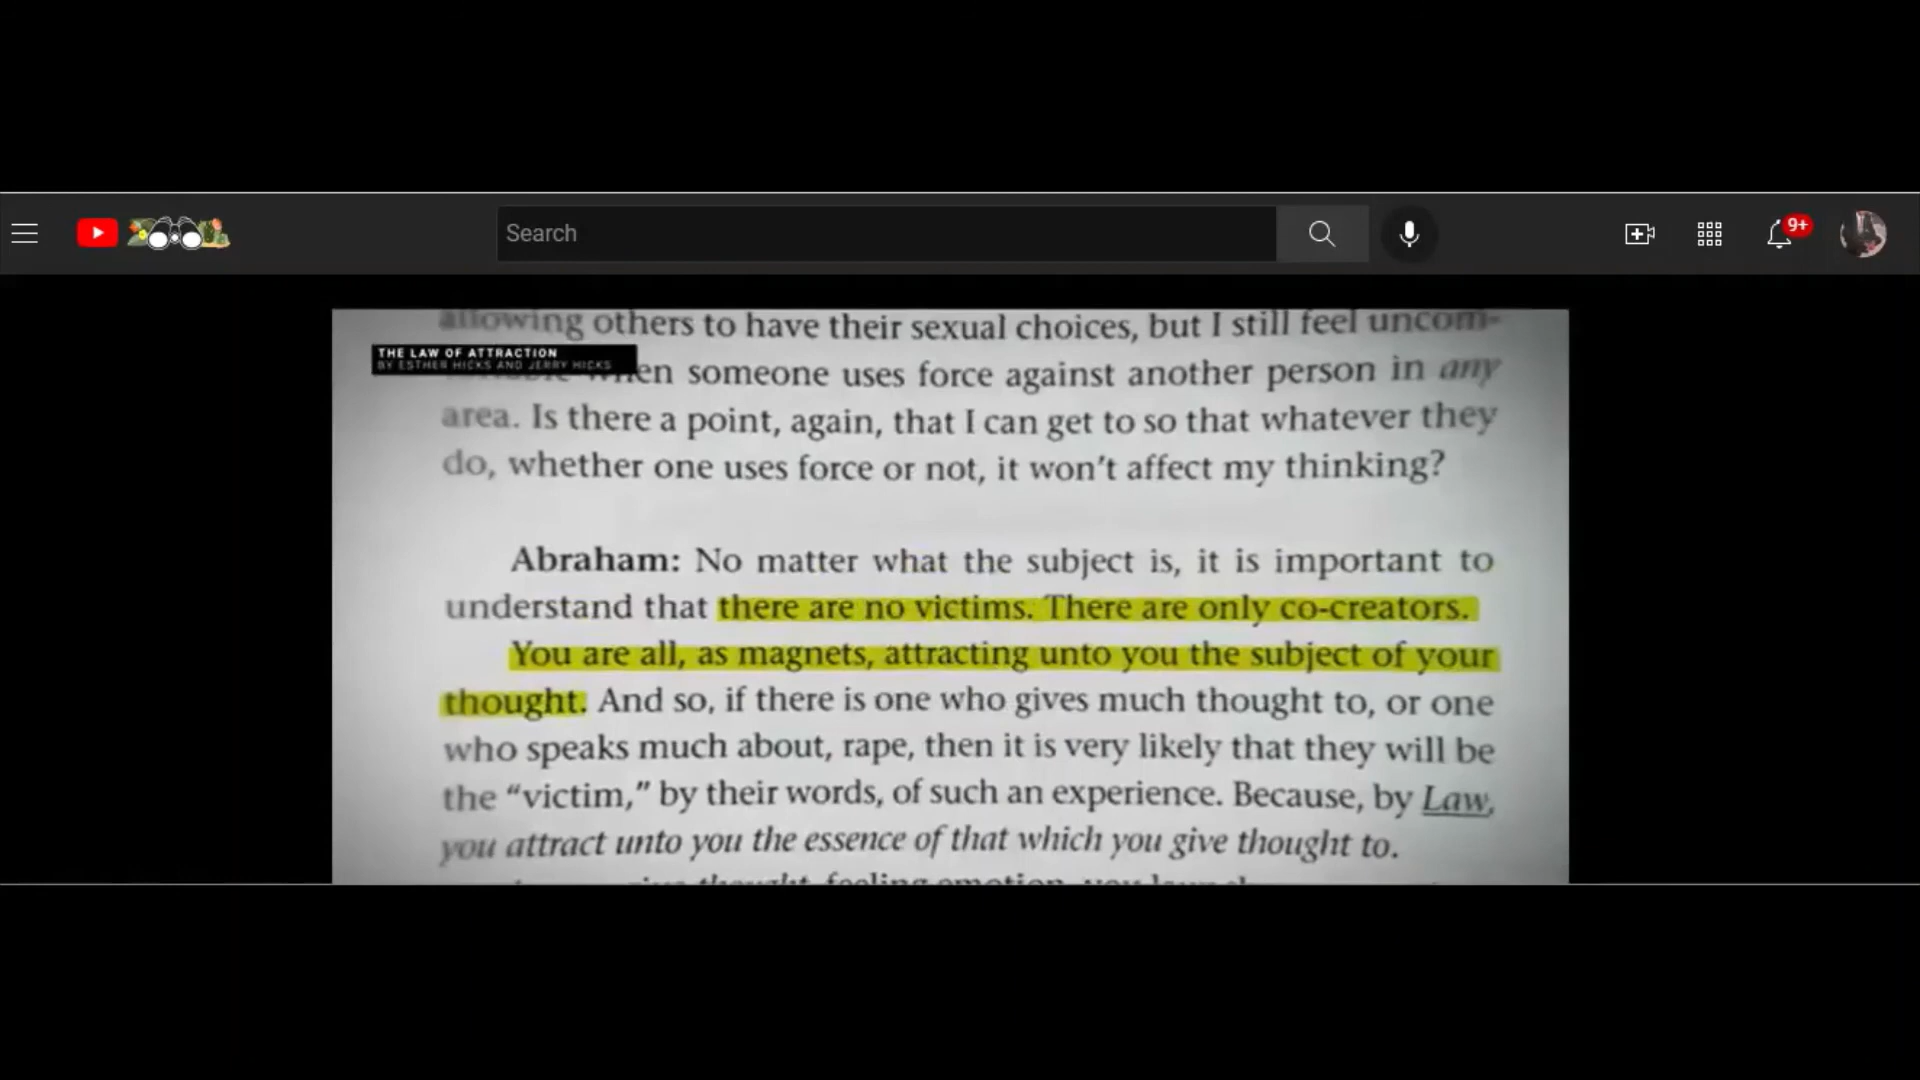 Search
9+
allowing others to have their sexual choices, but I still feel uncom-
THE LAW OF ATTRACTION
BY ESTHER HICKS AND JERRY HICKS
someone uses force against another person in any
area. Is there a point, again, that I can get to so that whatever they
do, whether one uses force or not, it won't affect my thinking?
Abraham: No matter what the subject is, it is important to
understand that there are no victims. There are only co-creators.
You are all, as magnets, attracting unto you the subject of your
thought. And so, if there is one who gives much thought to, or one
who speaks much about, rape, then it is very likely that they will be
the “victim,” by their words, of such an experience. Because, by Law,
you attract unto you the essence of that which you give thought to.